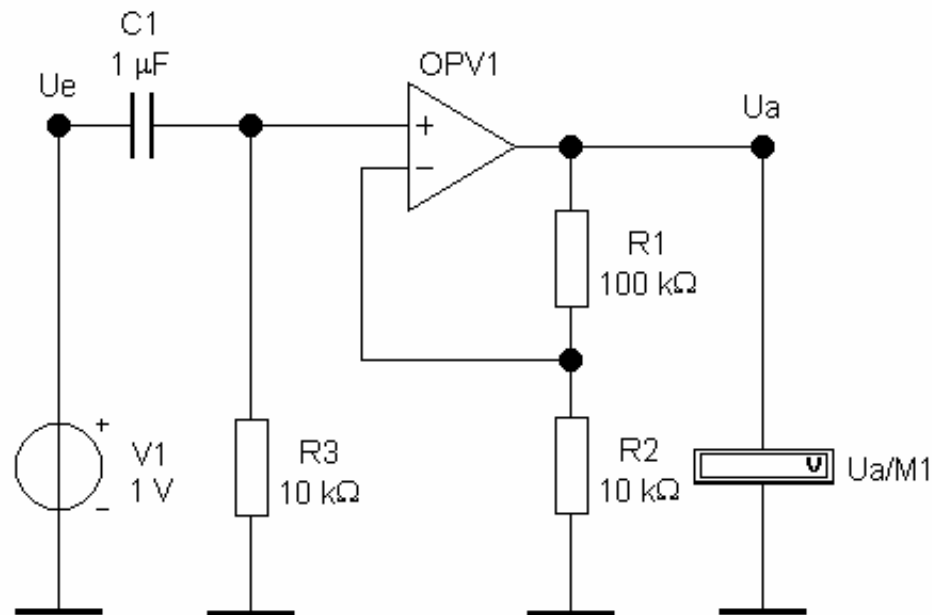 C1
1 μF
Ue
OPV1
+
−
Ua
R1
100 kΩ
+
V1
1 V
−
R3
10 kΩ
R2
10 kΩ
V
Ua/M1